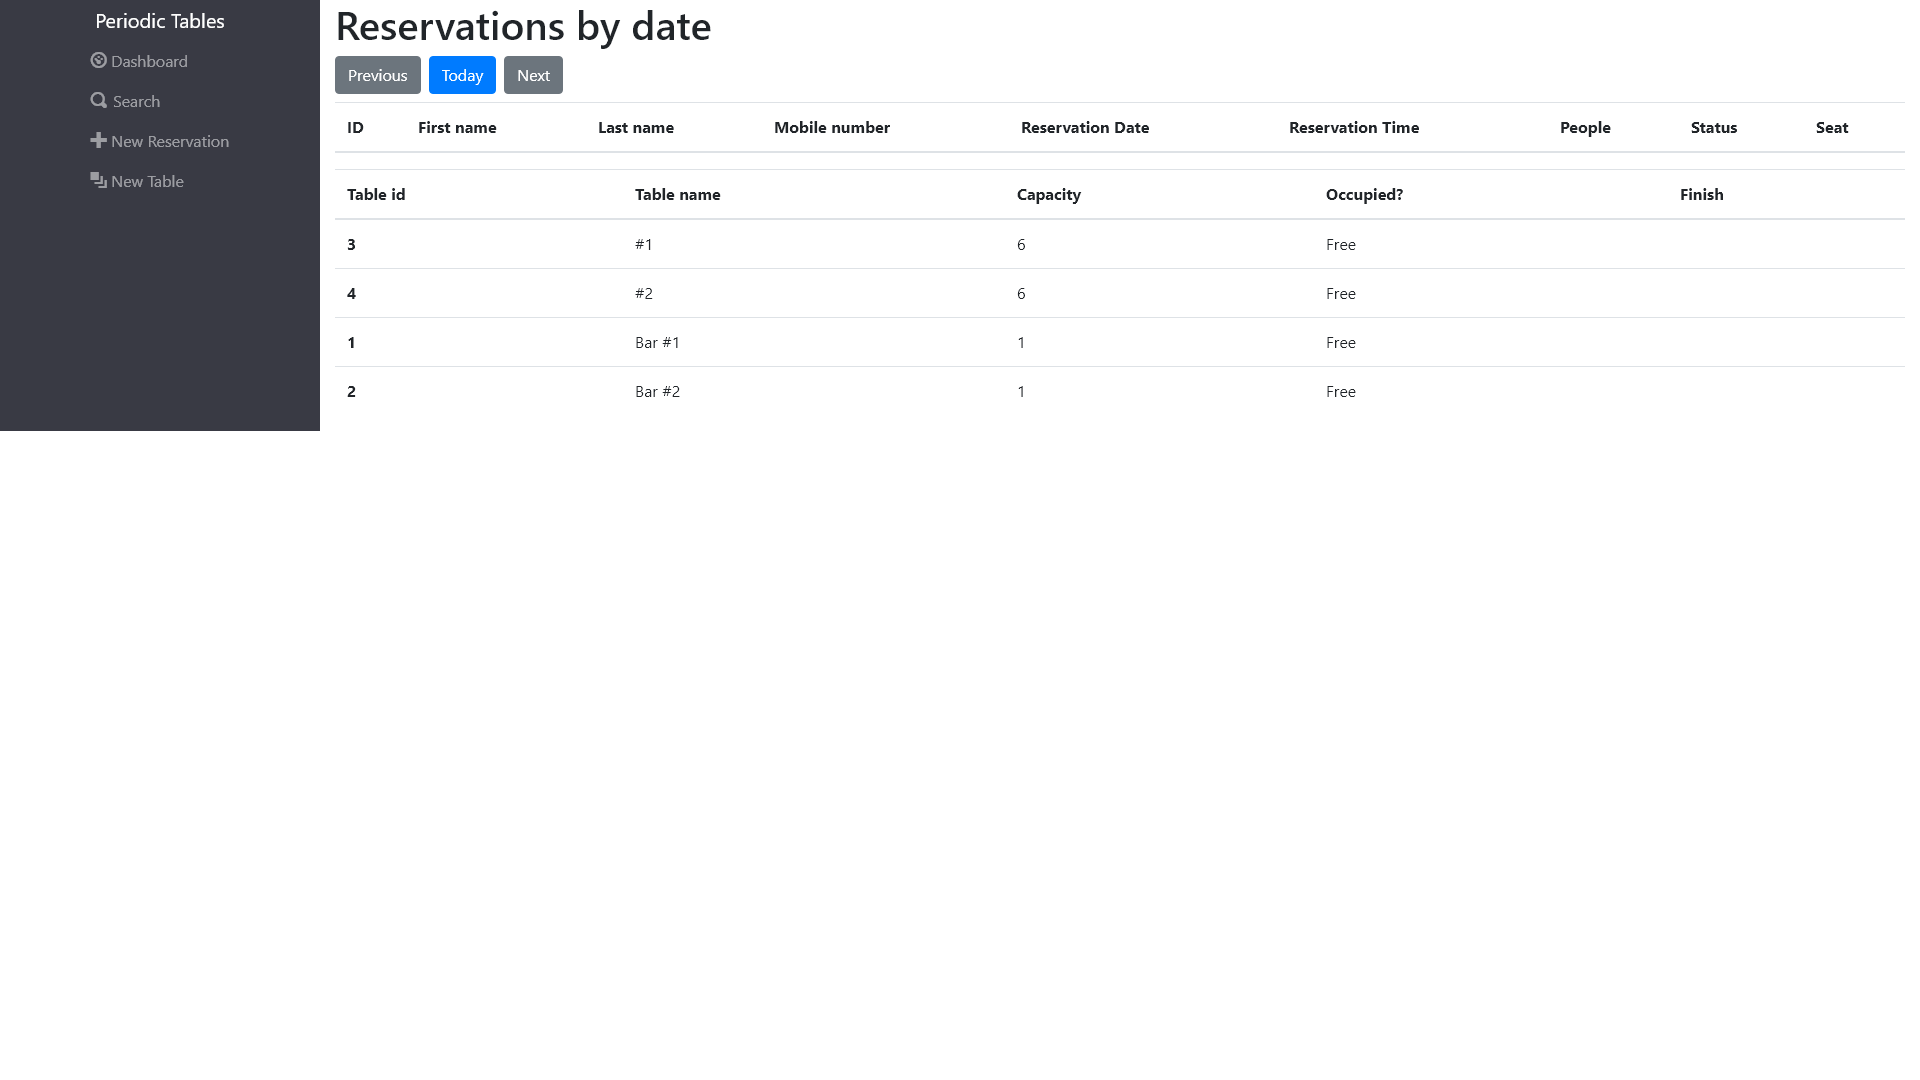 Periodic Tables
Dashboard
Search
New Reservation
New Table
Reservations by date
Previous Today Next
ID First name Last name Mobile number Reservation Date Reservation Time People Status Seat
Table id Table name Capacity Occupied? Finish
3 #1 6 Free
4 #2 6 Free
1 Bar #1 1 Free
2 Bar #2 1 Free